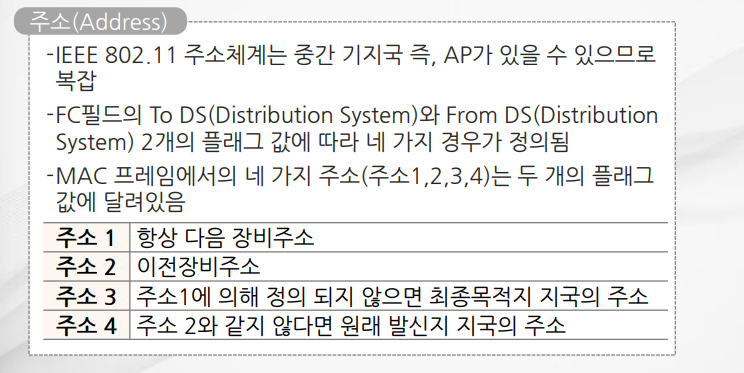 주소(Address)
-IEEE 802.11 주소체계는 중간 기지국 즉, AP가 있을 수 있으므로
복잡
-FC필드의 To DS(Distribution System)와 From DS(Distribution
System) 2개의 플래그 값에 따라 네 가지 경우가 정의됨
-MAC 프레임에서의 네 가지 주소(주소1,2,3,4)는 두 개의 플래그
값에 달려있음
주소 1 항상 다음 장비주소
주소 2 이전장비주소
주소 3 주소1에 의해 정의 되지 않으면 최종목적지 지국의 주소
주소 4 주소 2와 같지 않다면 원래 발신지 지국의 주소